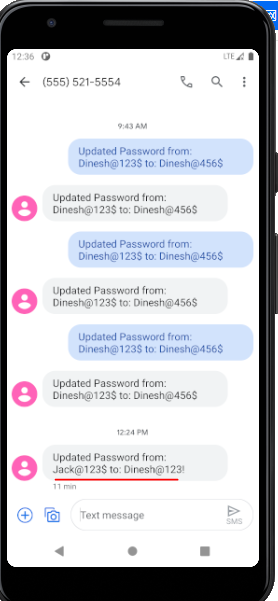 12:36
LTE
(555) 521-5554
9:43 AM
Updated Password from:
Dinesh@123$ to: Dinesh@456$
Updated Password from:
Dinesh@123$ to: Dinesh@456$
Updated Password from:
Dinesh@123$ to: Dinesh@456$
Updated Password from:
Dinesh@123$ to: Dinesh@456$
Updated Password from:
Dinesh@123$ to: Dinesh@456$
Updated Password from:
Dinesh@123$ to: Dinesh@456$
12:24 PM
Updated Password from:
Jack@123$ to: Dinesh@123!
11 min
Text message
SMS